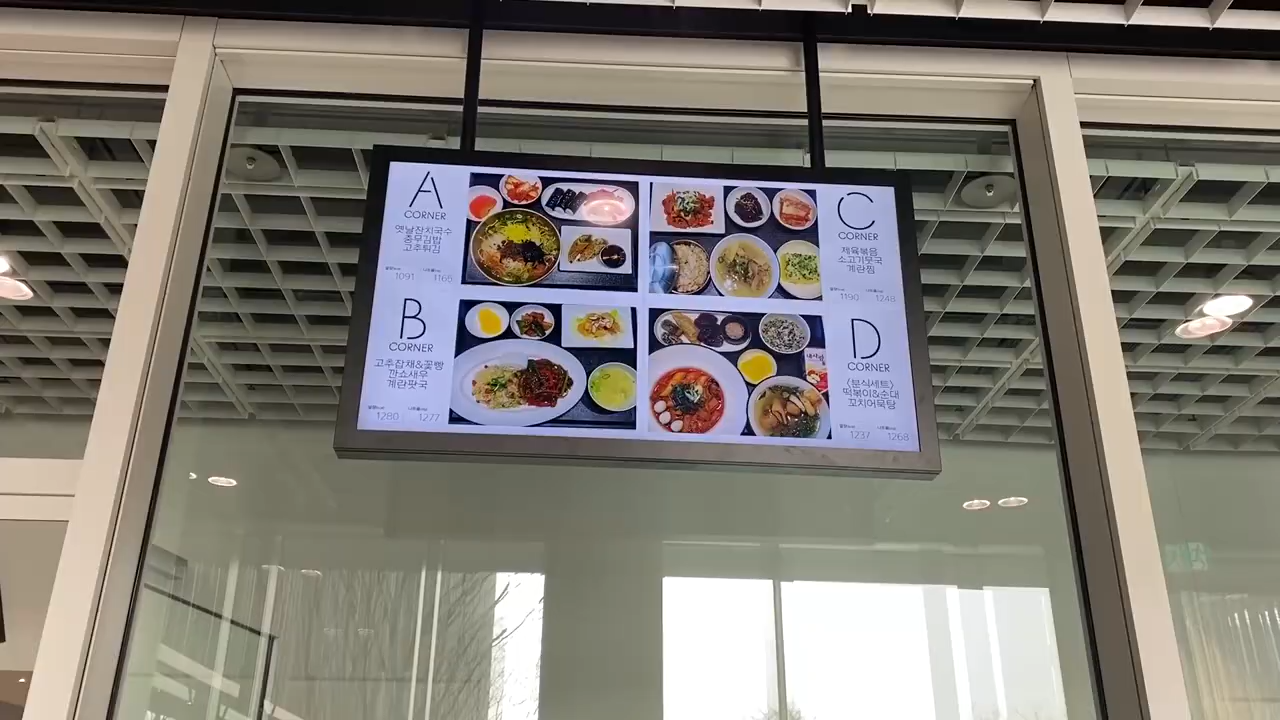 A
CORNER
옛날잔치국수
충무김밥
고추튀김
1091 1165
B
CORNER
고추잡채&꽃빵
깐쇼새우
계란팟국
1280 1277
C
CORNER
제육볶음
소고기뭇국
계란찜
1190 1248
D
CORNER
<분식세트>
떡볶이&순대
꼬치어묵탕
1237 1268